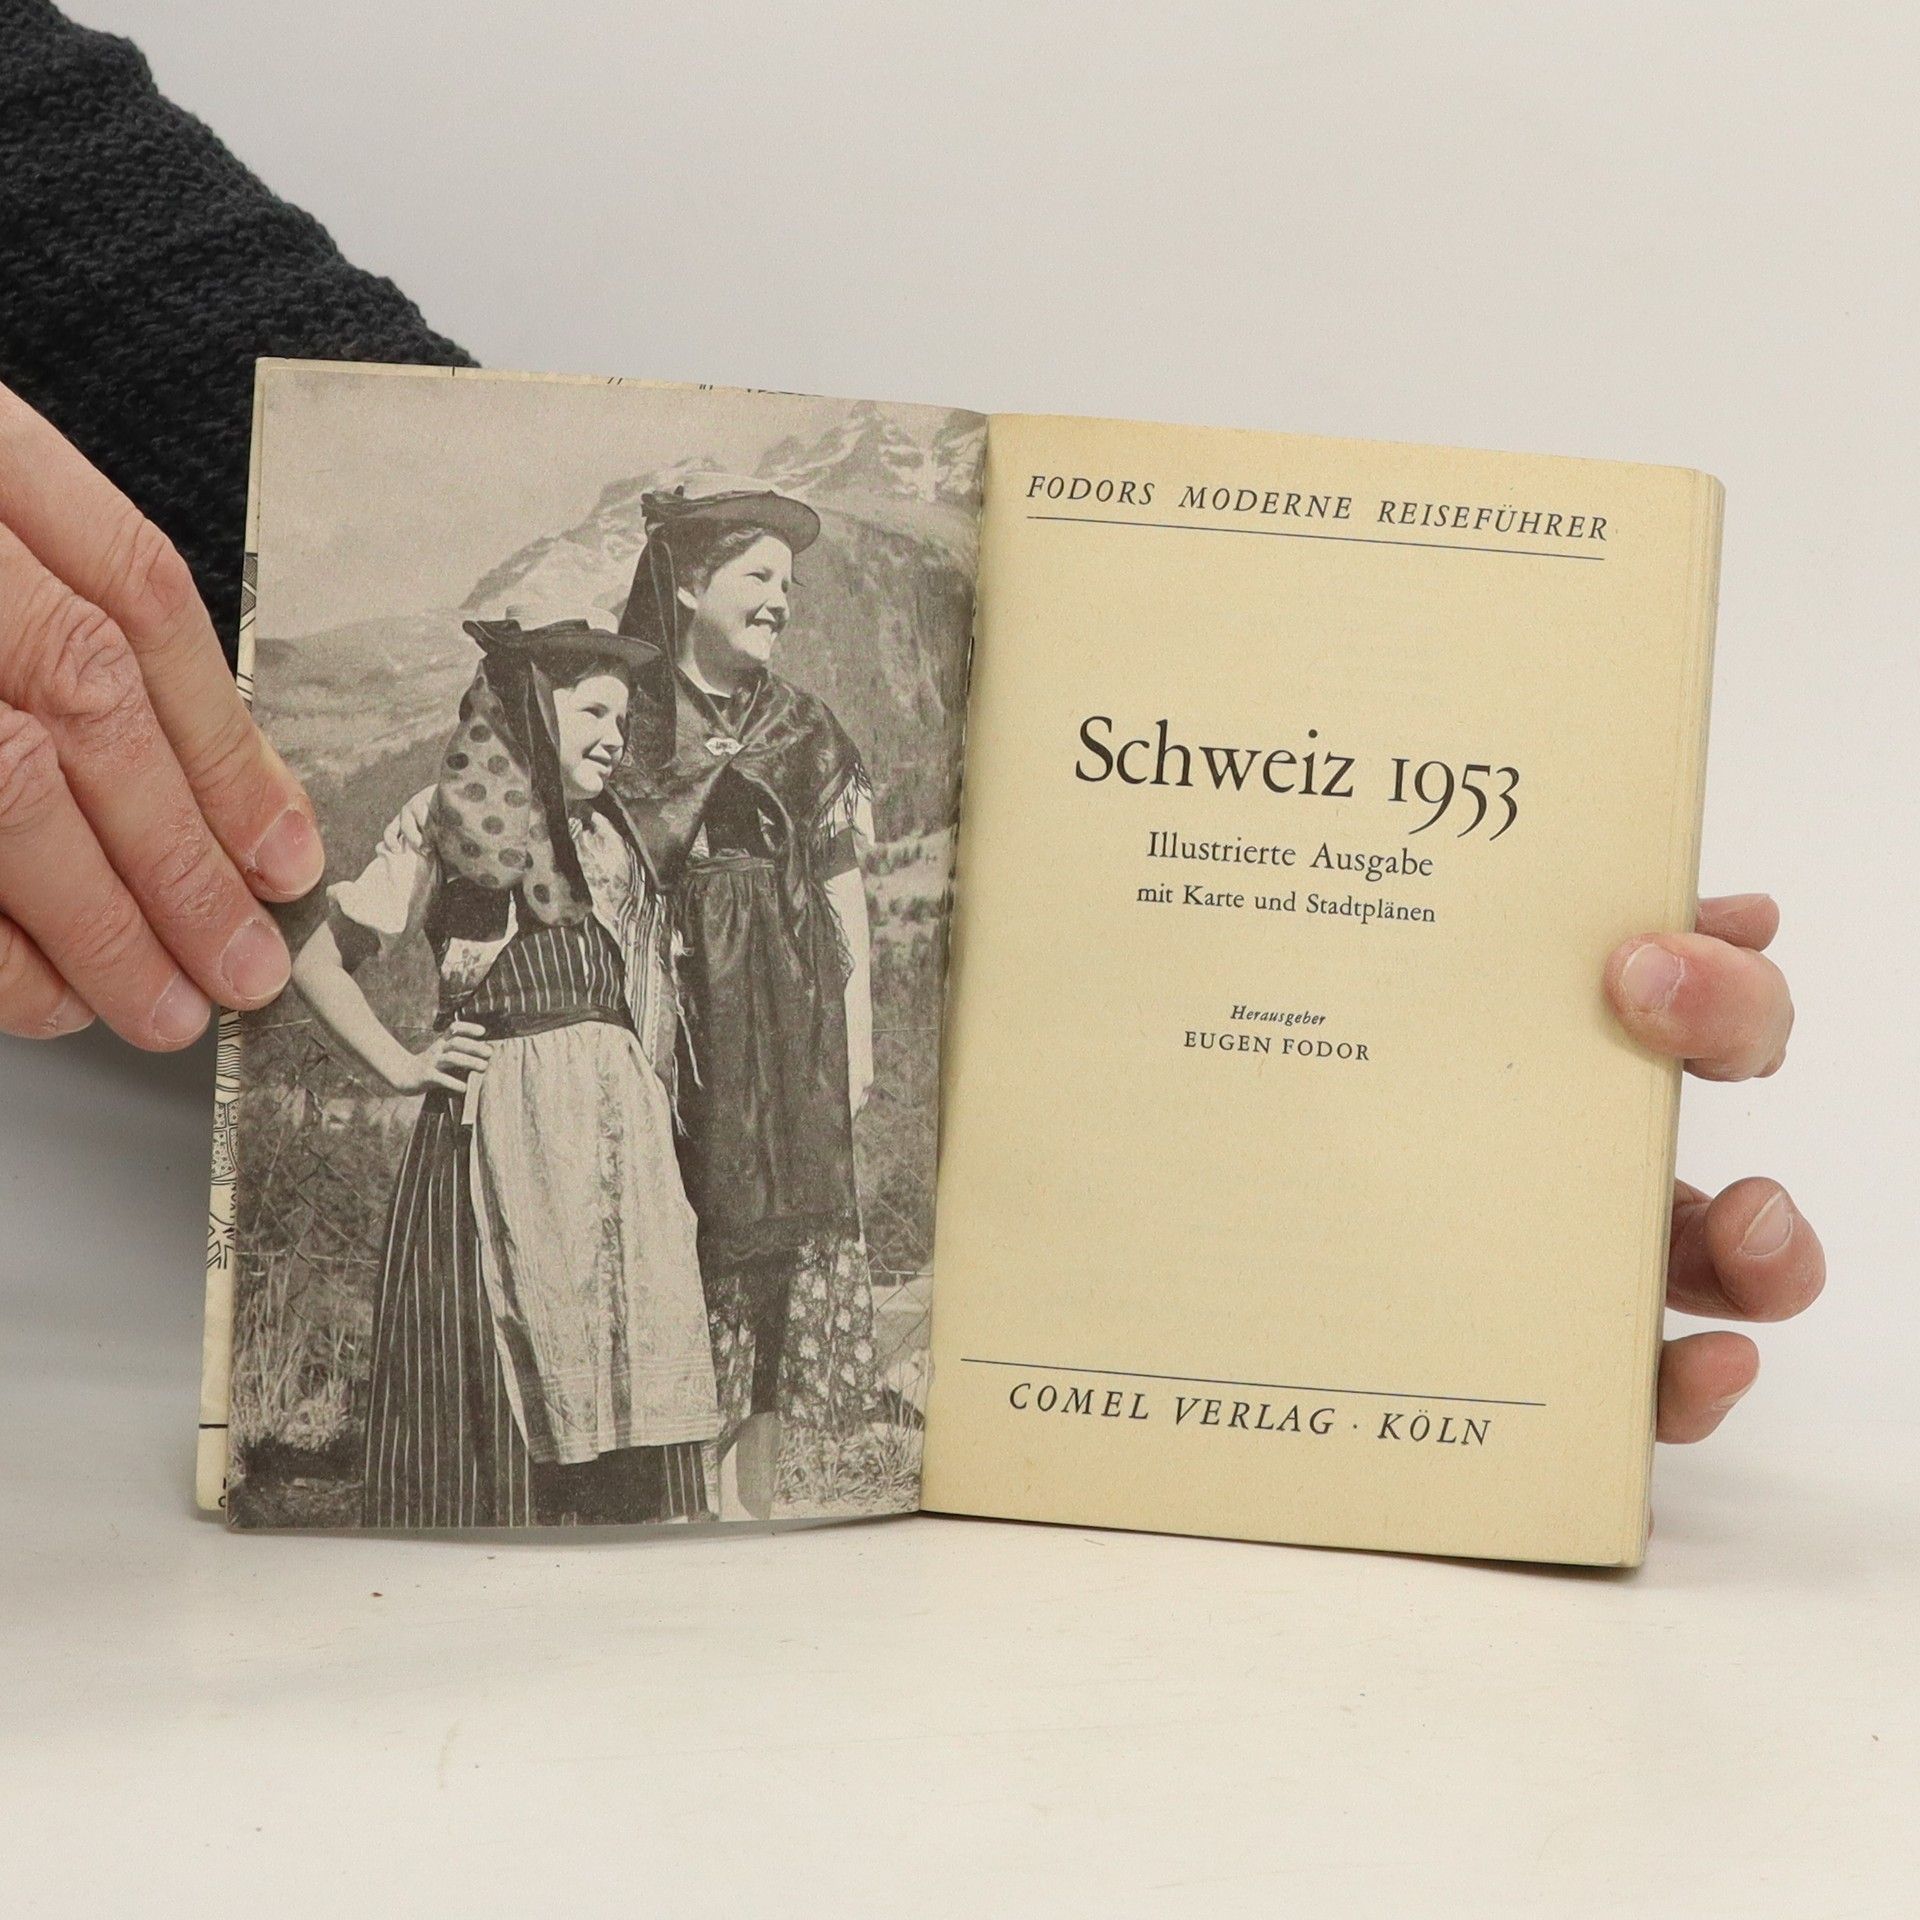 FODORS MODERNE REISEFÜHRER
Schweiz 1953
Illustrierte Ausgabe
mit Karte und Stadtplänen
Herausgeber
EUGEN FODOR
COMEL VERLAG · KÖLN